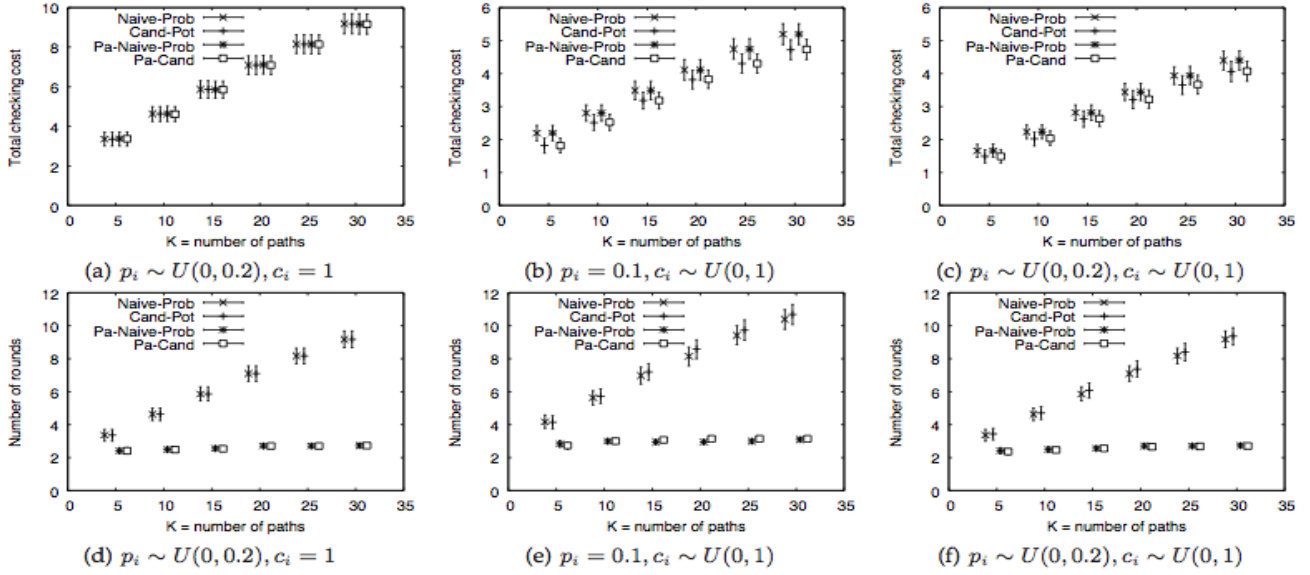 Total checking cost
10
8
6
4
2
0
Naive-Prob
Cand-Pot
Pa-Naive-Prob
Pa-Cand
0 5 10 15 20 25 30 35
K = number of paths
(a) p_i ∼ U(0, 0.2), c_i = 1
Total checking cost
6
5
4
3
2
1
0
Naive-Prob
Cand-Pot
Pa-Naive-Prob
Pa-Cand
0 5 10 15 20 25 30 35
K = number of paths
(b) p_i = 0.1, c_i ∼ U(0, 1)
Total checking cost
6
5
4
3
2
1
0
Naive-Prob
Cand-Pot
Pa-Naive-Prob
Pa-Cand
0 5 10 15 20 25 30 35
K = number of paths
(c) p_i ∼ U(0, 0.2), c_i ∼ U(0, 1)
Number of rounds
12
10
8
6
4
2
0
Naive-Prob
Cand-Pot
Pa-Naive-Prob
Pa-Cand
0 5 10 15 20 25 30 35
K = number of paths
(d) p_i ∼ U(0, 0.2), c_i = 1
Number of rounds
12
10
8
6
4
2
0
Naive-Prob
Cand-Pot
Pa-Naive-Prob
Pa-Cand
0 5 10 15 20 25 30 35
K = number of paths
(e) p_i = 0.1, c_i ∼ U(0, 1)
Number of rounds
12
10
8
6
4
2
0
Naive-Prob
Cand-Pot
Pa-Naive-Prob
Pa-Cand
0 5 10 15 20 25 30 35
K = number of paths
(f) p_i ∼ U(0, 0.2), c_i ∼ U(0, 1)